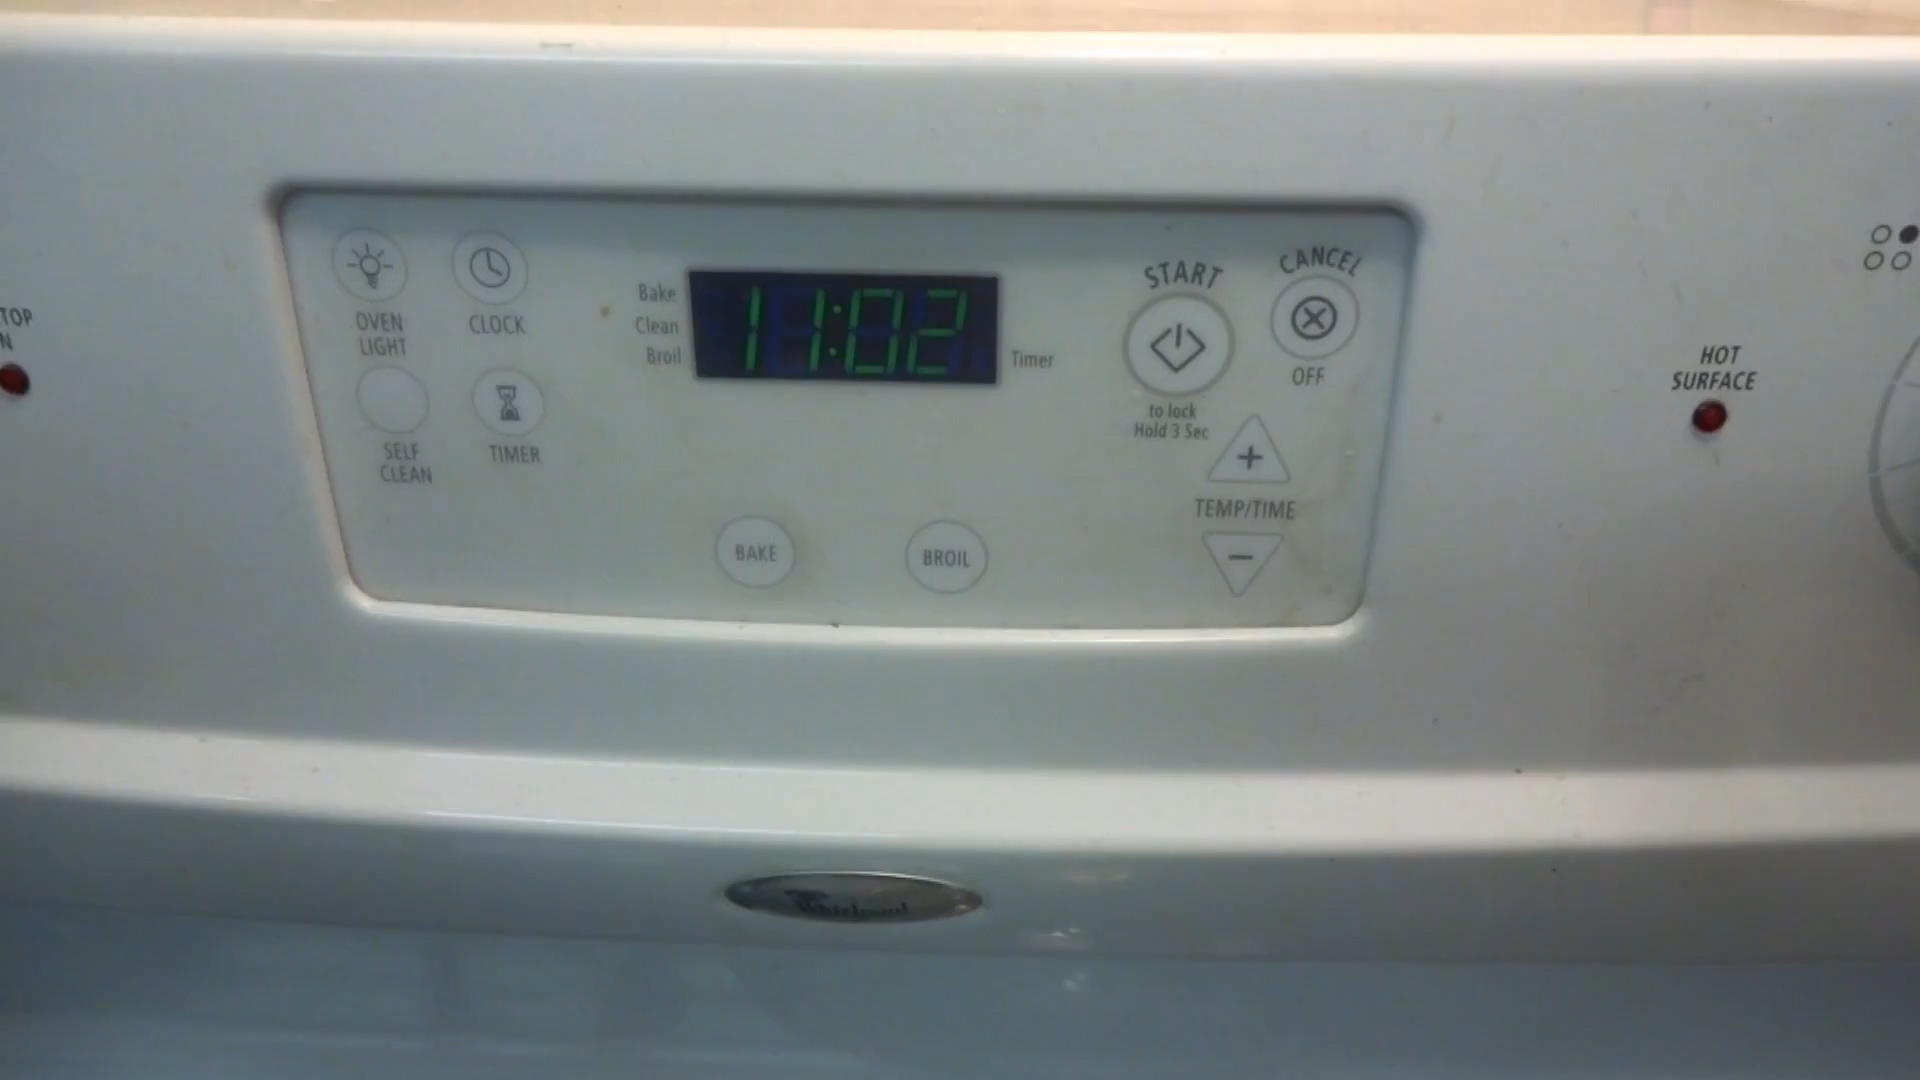 TOP
N
OVEN
LIGHT
CLOCK
SELF
CLEAN
TIMER
Bake
Clean
Broil
11:02
Timer
START
to lock
Hold 3 Sec
CANCEL
OFF
+
TEMP/TIME
-
BAKE
BROIL
HOT
SURFACE
Whirlpool